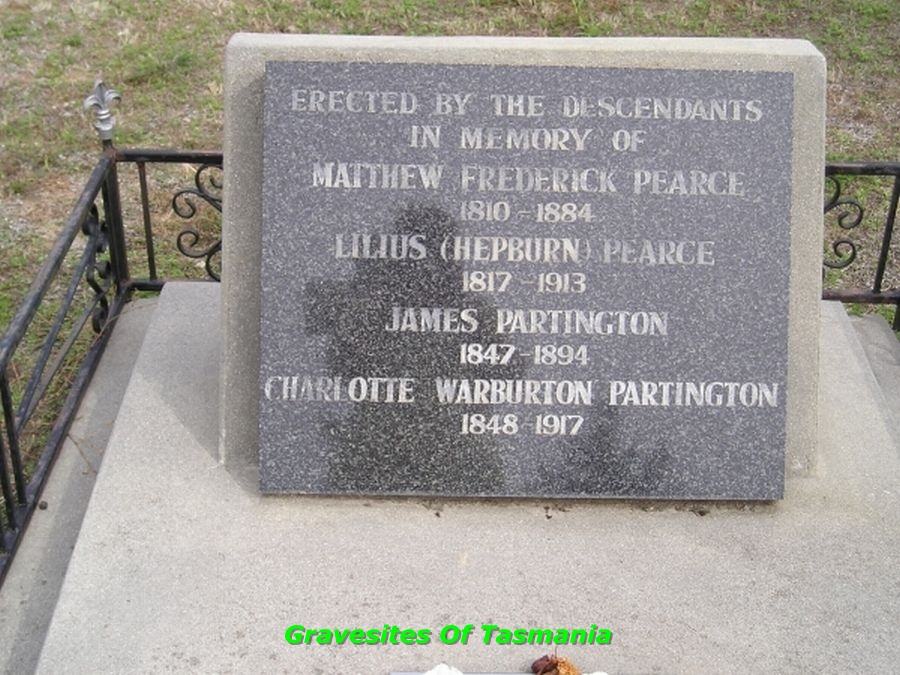 ERECTED BY THE DESCENDANTS
IN MEMORY OF
MATTHEW FREDERICK PEARCE
1810 - 1884
LILIUS (HEPBURN) PEARCE
1817 - 1913
JAMES PARTINGTON
1847 - 1894
CHARLOTTE WARBURTON PARTINGTON
1848 - 1917
Gravesites Of Tasmania